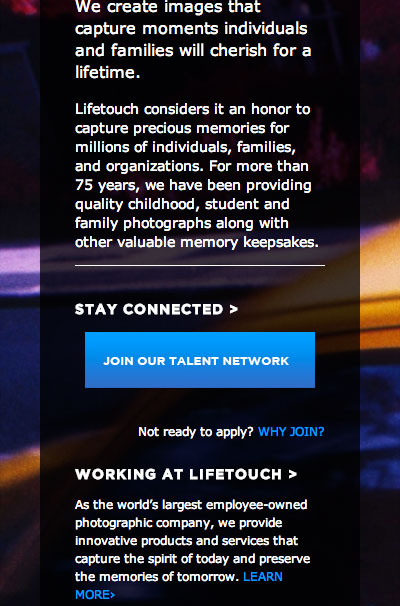 We create images that
capture moments individuals
and families will cherish for a
lifetime.
Lifetouch considers it an honor to
capture precious memories for
millions of individuals, families,
and organizations. For more than
75 years, we have been providing
quality childhood, student and
family photographs along with
other valuable memory keepsakes.
STAY CONNECTED >
JOIN OUR TALENT NETWORK
Not ready to apply? WHY JOIN?
WORKING AT LIFETOUCH >
As the world's largest employee-owned
photographic company, we provide
innovative products and services that
capture the spirit of today and preserve
the memories of tomorrow. LEARN
MORE>